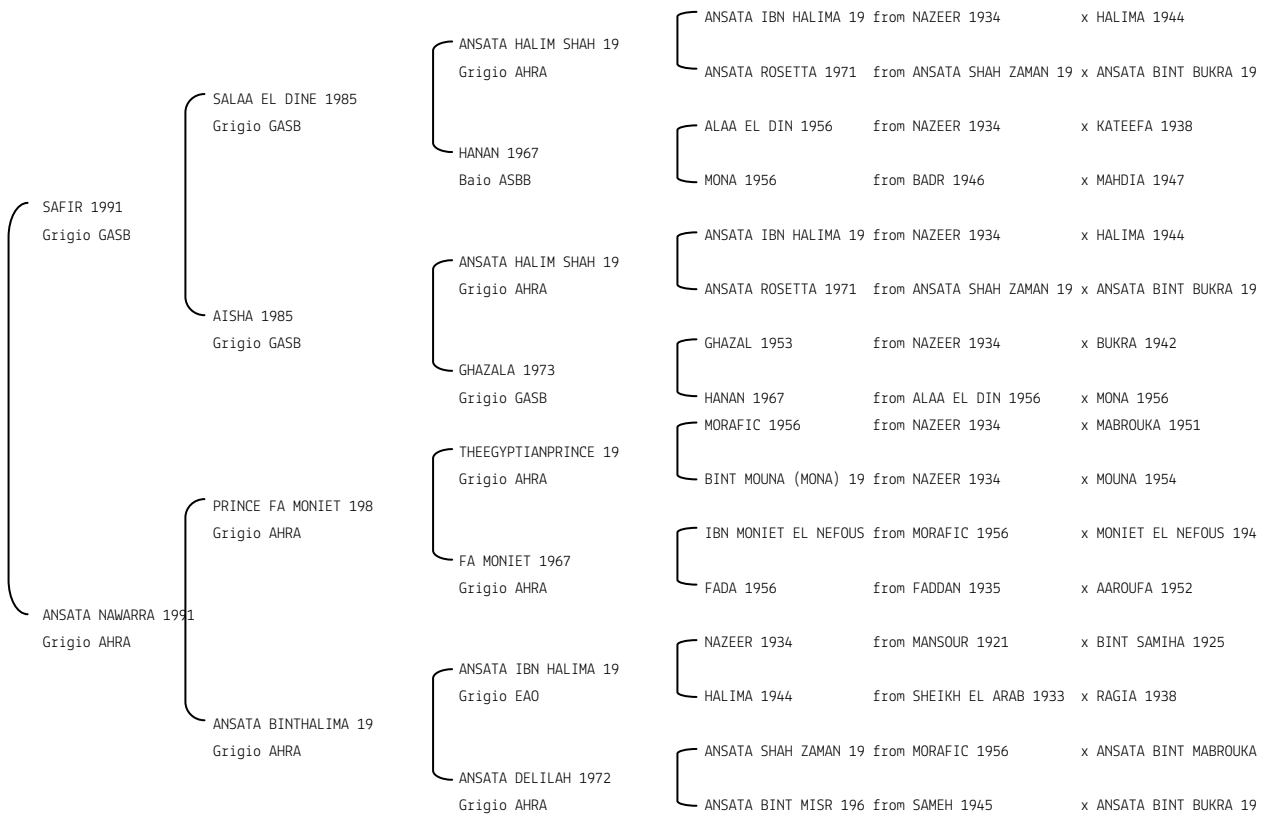 ANSATA IBN HALIMA 19 from NAZEER 1934 x HALIMA 1944
ANSATA HALIM SHAH 19
Grigio AHRA
ANSATA ROSETTA 1971 from ANSATA SHAH ZAMAN 19 x ANSATA BINT BUKRA 19
SALAA EL DINE 1985
Grigio GASB
ALAA EL DIN 1956 from NAZEER 1934 x KATEEFA 1938
HANAN 1967
Baio ASBB
MONA 1956 from BADR 1946 x MAHDIA 1947
SAFIR 1991
Grigio GASB
ANSATA IBN HALIMA 19 from NAZEER 1934 x HALIMA 1944
ANSATA HALIM SHAH 19
Grigio AHRA
ANSATA ROSETTA 1971 from ANSATA SHAH ZAMAN 19 x ANSATA BINT BUKRA 19
AISHA 1985
Grigio GASB
GHAZAL 1953 from NAZEER 1934 x BUKRA 1942
GHAZALA 1973
Grigio GASB
HANAN 1967 from ALAA EL DIN 1956 x MONA 1956
MORAFIC 1956 from NAZEER 1934 x MABROUKA 1951
THEEGYPTIANPRINCE 19
Grigio AHRA
BINT MOUNA (MONA) 19 from NAZEER 1934 x MOUNA 1954
PRINCE FA MONIET 198
Grigio AHRA
IBN MONIET EL NEFOUS from MORAFIC 1956 x MONIET EL NEFOUS 194
FA MONIET 1967
Grigio AHRA
FADA 1956 from FADDAN 1935 x AAROUFA 1952
ANSATA NAWARRA 1991
Grigio AHRA
NAZEER 1934 from MANSOUR 1921 x BINT SAMIHA 1925
ANSATA IBN HALIMA 19
Grigio EAO
HALIMA 1944 from SHEIKH EL ARAB 1933 x RAGIA 1938
ANSATA BINTHALIMA 19
Grigio AHRA
ANSATA SHAH ZAMAN 19 from MORAFIC 1956 x ANSATA BINT MABROUKA
ANSATA DELILAH 1972
Grigio AHRA
ANSATA BINT MISR 196 from SAMEH 1945 x ANSATA BINT BUKRA 19